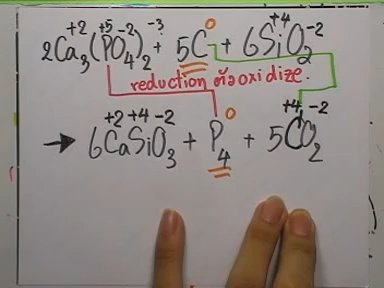 +2 +5 -2 -3 0 +4 -2
2Ca₃(PO₄)₂ + 5C + 6SiO₂
reduction ตัวoxidize.
+2 +4 -2 0 +4 -2
→ 6CaSiO₃ + P₄ + 5CO₂